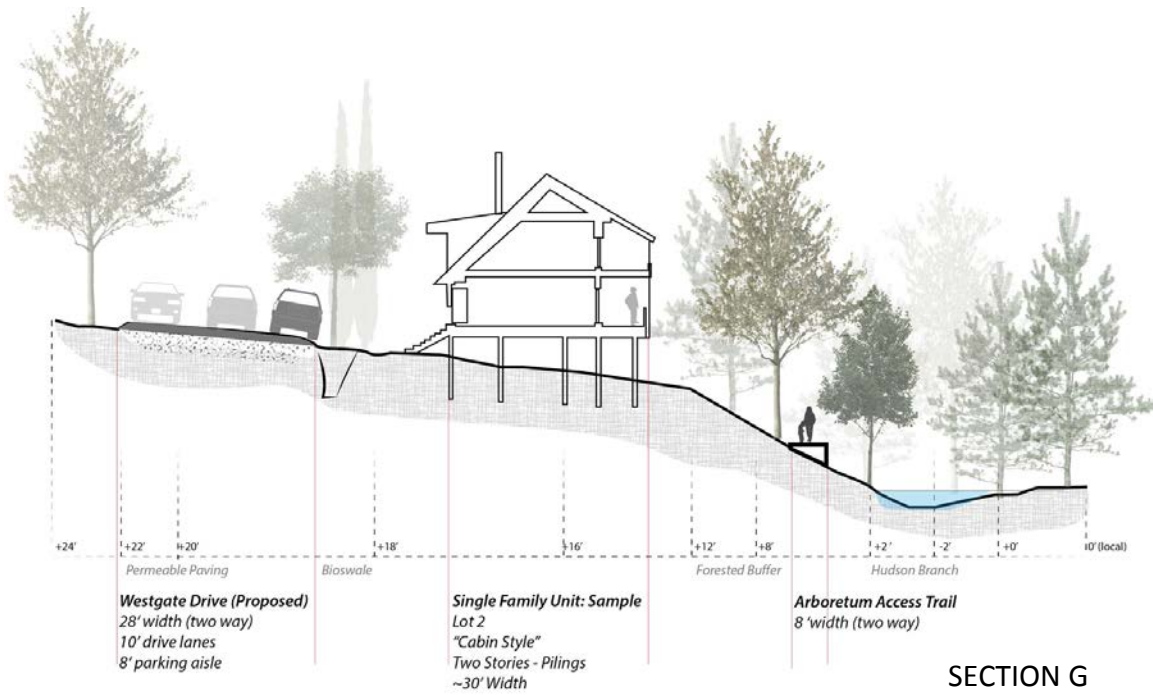 +24' +22' +20' +18' +16' +12' +8' +2' -2' +0' 0' (local)
Permeable Paving Bioswale Forested Buffer Hudson Branch
Westgate Drive (Proposed)
28' width (two way)
10' drive lanes
8' parking aisle
Single Family Unit: Sample
Lot 2
"Cabin Style"
Two Stories - Pilings
~30' Width
Arboretum Access Trail
8 'width (two way)
SECTION G